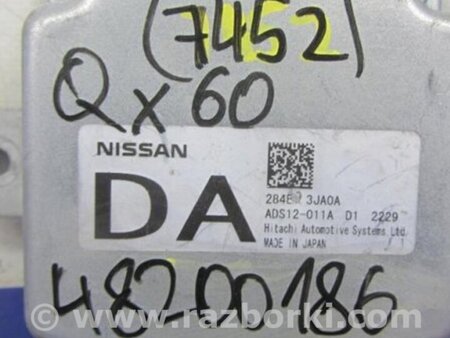 (7452)
QX60
NISSAN
DA
284E 3JA0A
ADS12-011A D1 2229
Hitachi Automotive Systems Ltd.
MADE IN JAPAN
48200186
www.razborki.com